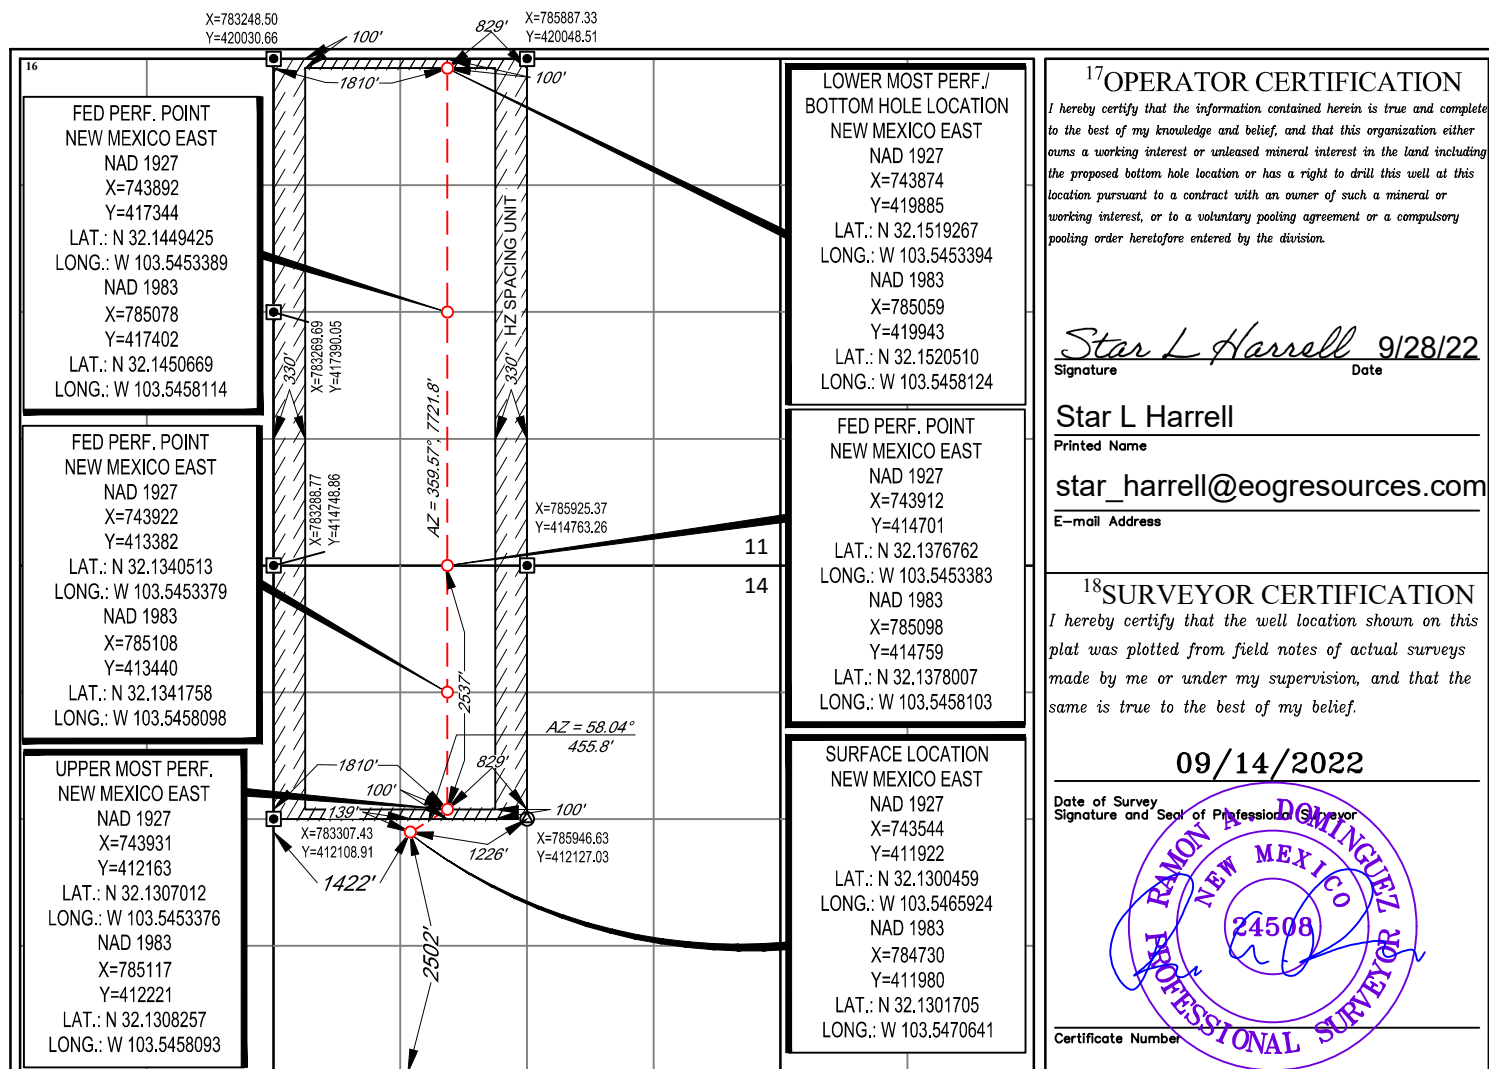 X=783248.50
Y=420030.66
100'
829'
X=785887.33
Y=420048.51
16
1810'
100'
FED PERF. POINT
NEW MEXICO EAST
NAD 1927
X=743892
Y=417344
LAT.: N 32.1449425
LONG.: W 103.5453389
NAD 1983
X=785078
Y=417402
LAT.: N 32.1450669
LONG.: W 103.5458114
FED PERF. POINT
NEW MEXICO EAST
NAD 1927
X=743922
Y=413382
LAT.: N 32.1340513
LONG.: W 103.5453379
NAD 1983
X=785108
Y=413440
LAT.: N 32.1341758
LONG.: W 103.5458098
UPPER MOST PERF.
NEW MEXICO EAST
NAD 1927
X=743931
Y=412163
LAT.: N 32.1307012
LONG.: W 103.5453376
NAD 1983
X=785117
Y=412221
LAT.: N 32.1308257
LONG.: W 103.5458093
330'
X=783269.69
Y=417390.05
HZ SPACING UNIT
330'
AZ = 359.57°, 7721.8'
X=783288.77
Y=414748.86
X=785925.37
Y=414763.26
11
14
2537'
AZ = 58.04°
455.8'
1810'
829'
100'
139'
100'
X=783307.43
Y=412108.91
1226'
X=785946.63
Y=412127.03
1422'
2502'
LOWER MOST PERF./
BOTTOM HOLE LOCATION
NEW MEXICO EAST
NAD 1927
X=743874
Y=419885
LAT.: N 32.1519267
LONG.: W 103.5453394
NAD 1983
X=785059
Y=419943
LAT.: N 32.1520510
LONG.: W 103.5458124
FED PERF. POINT
NEW MEXICO EAST
NAD 1927
X=743912
Y=414701
LAT.: N 32.1376762
LONG.: W 103.5453383
NAD 1983
X=785098
Y=414759
LAT.: N 32.1378007
LONG.: W 103.5458103
SURFACE LOCATION
NEW MEXICO EAST
NAD 1927
X=743544
Y=411922
LAT.: N 32.1300459
LONG.: W 103.5465924
NAD 1983
X=784730
Y=411980
LAT.: N 32.1301705
LONG.: W 103.5470641
17OPERATOR CERTIFICATION
I hereby certify that the information contained herein is true and complete
to the best of my knowledge and belief, and that this organization either
owns a working interest or unleased mineral interest in the land including
the proposed bottom hole location or has a right to drill this well at this
location pursuant to a contract with an owner of such a mineral or
working interest, or to a voluntary pooling agreement or a compulsory
pooling order heretofore entered by the division.
Star L Harrell 9/28/22
Signature Date
Star L Harrell
Printed Name
star_harrell@eogresources.com
E-mail Address
18SURVEYOR CERTIFICATION
I hereby certify that the well location shown on this
plat was plotted from field notes of actual surveys
made by me or under my supervision, and that the
same is true to the best of my belief.
09/14/2022
Date of Survey
Signature and Seal of Professional Surveyor
RAMON A. DOMINGUEZ
NEW MEXICO
24508
PROFESSIONAL SURVEYOR
Certificate Number